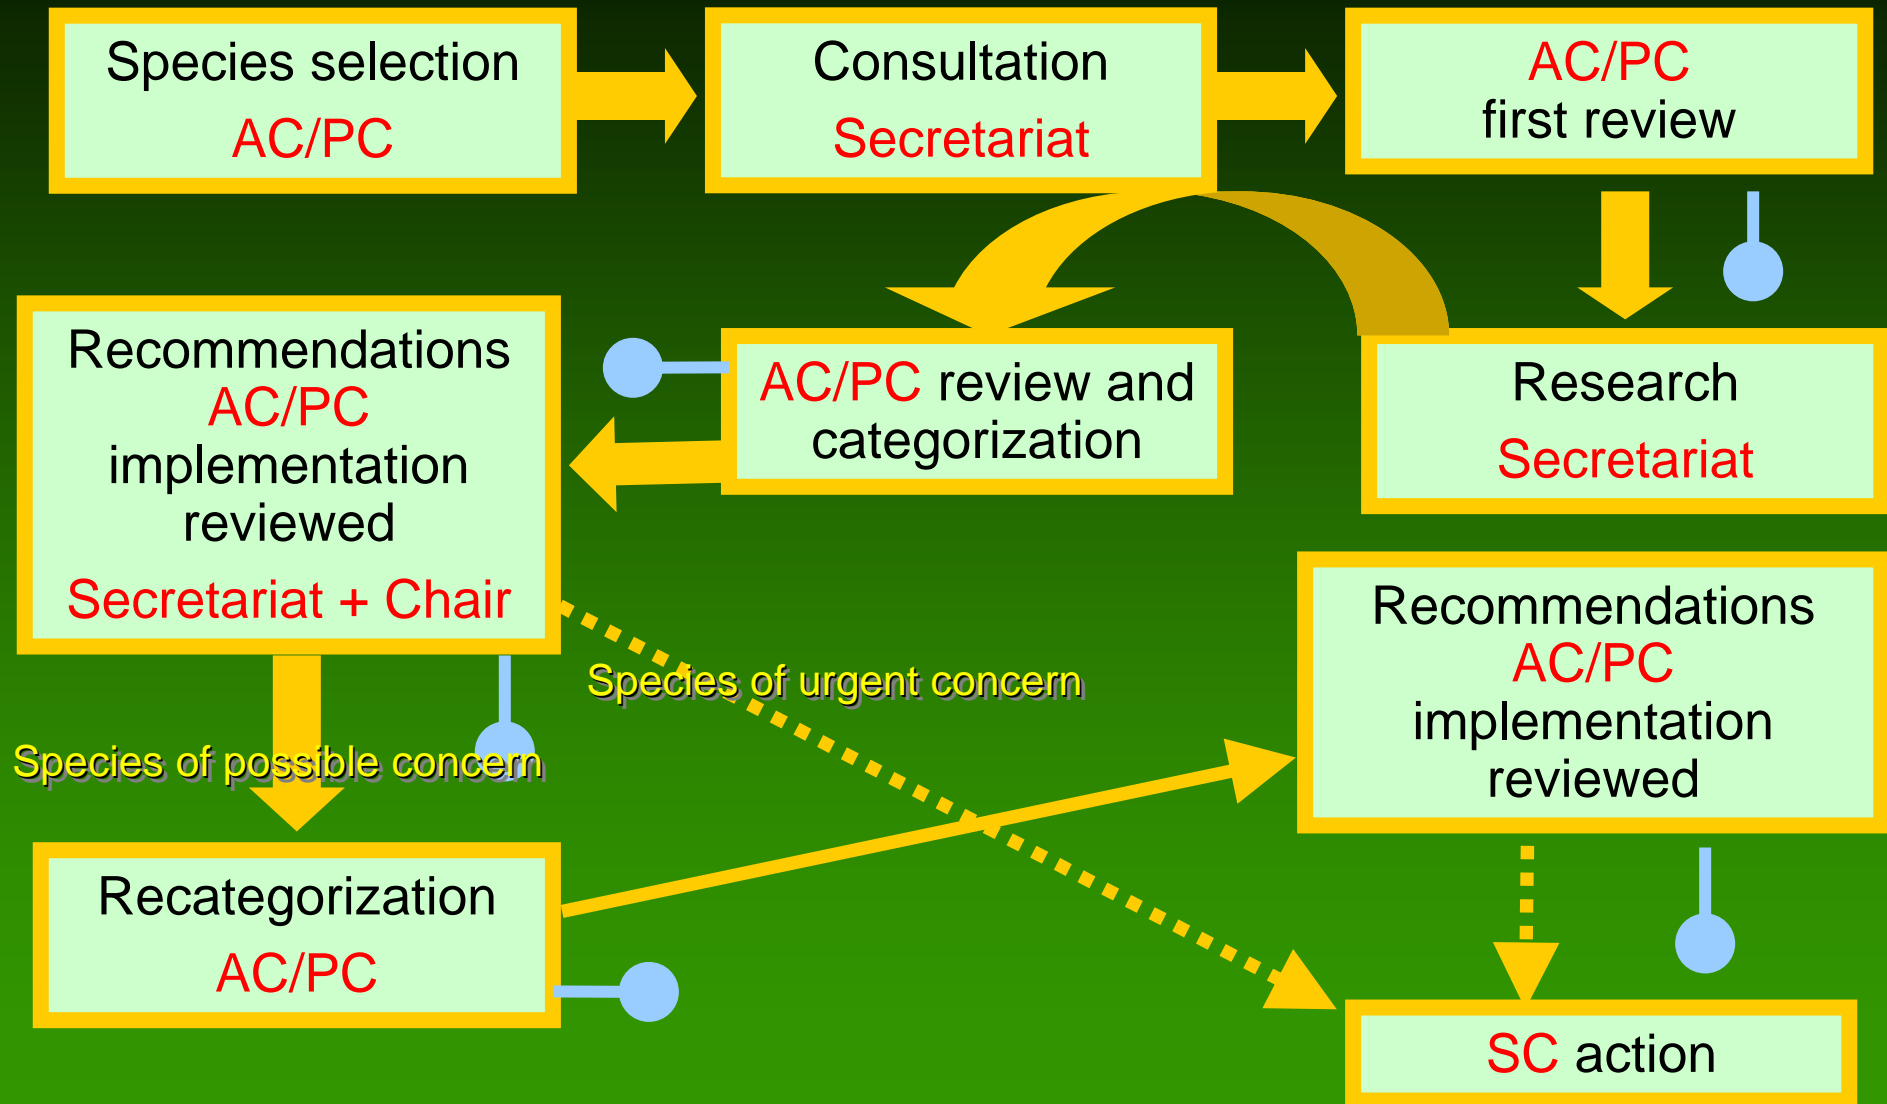 Species selection
AC/PC
Consultation
Secretariat
AC/PC
first review
Recommendations
AC/PC
implementation
reviewed
Secretariat + Chair
AC/PC review and
categorization
Research
Secretariat
Species of urgent concern
Species of possible concern
Recommendations
AC/PC
implementation
reviewed
Recategorization
AC/PC
SC action